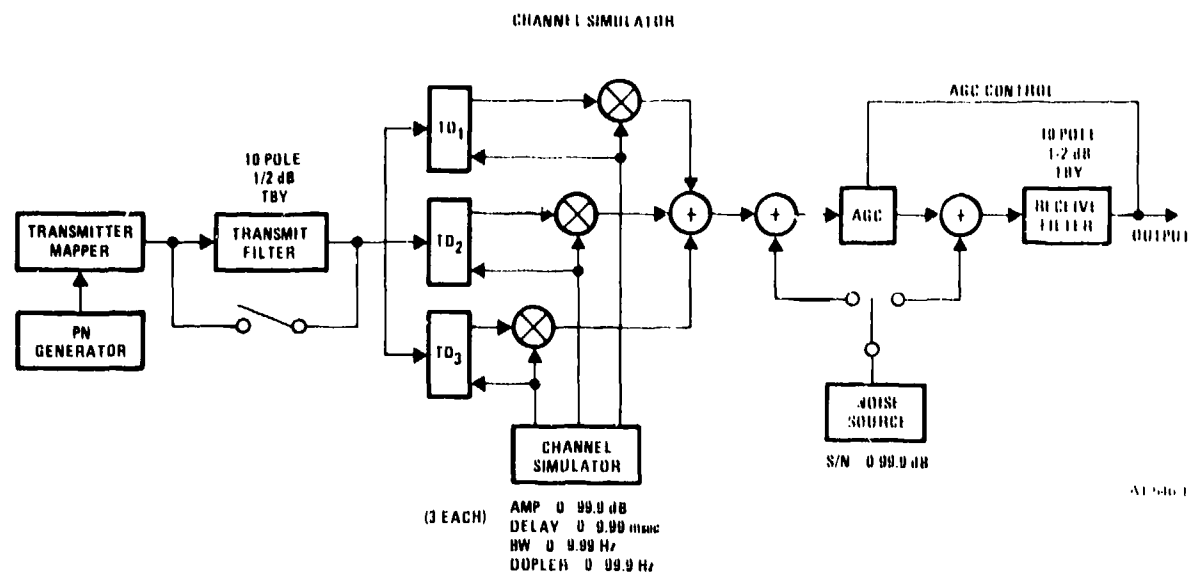 CHANNEL SIMULATOR
AGC CONTROL
10 POLE
1/2 dB
TBY
TRANSMITTER
MAPPER
TRANSMIT
FILTER
PN
GENERATOR
TD1
TD2
TD3
+
+
AGC
+
10 POLE
1-2 dB
TBY
RECEIVE
FILTER
OUTPUT
NOISE
SOURCE
S/N 0 99.9 dB
CHANNEL
SIMULATOR
(3 EACH)
AMP 0 99.9 dB
DELAY 0 9.99 msec
BW 0 9.99 Hz
DOPLER 0 99.9 Hz